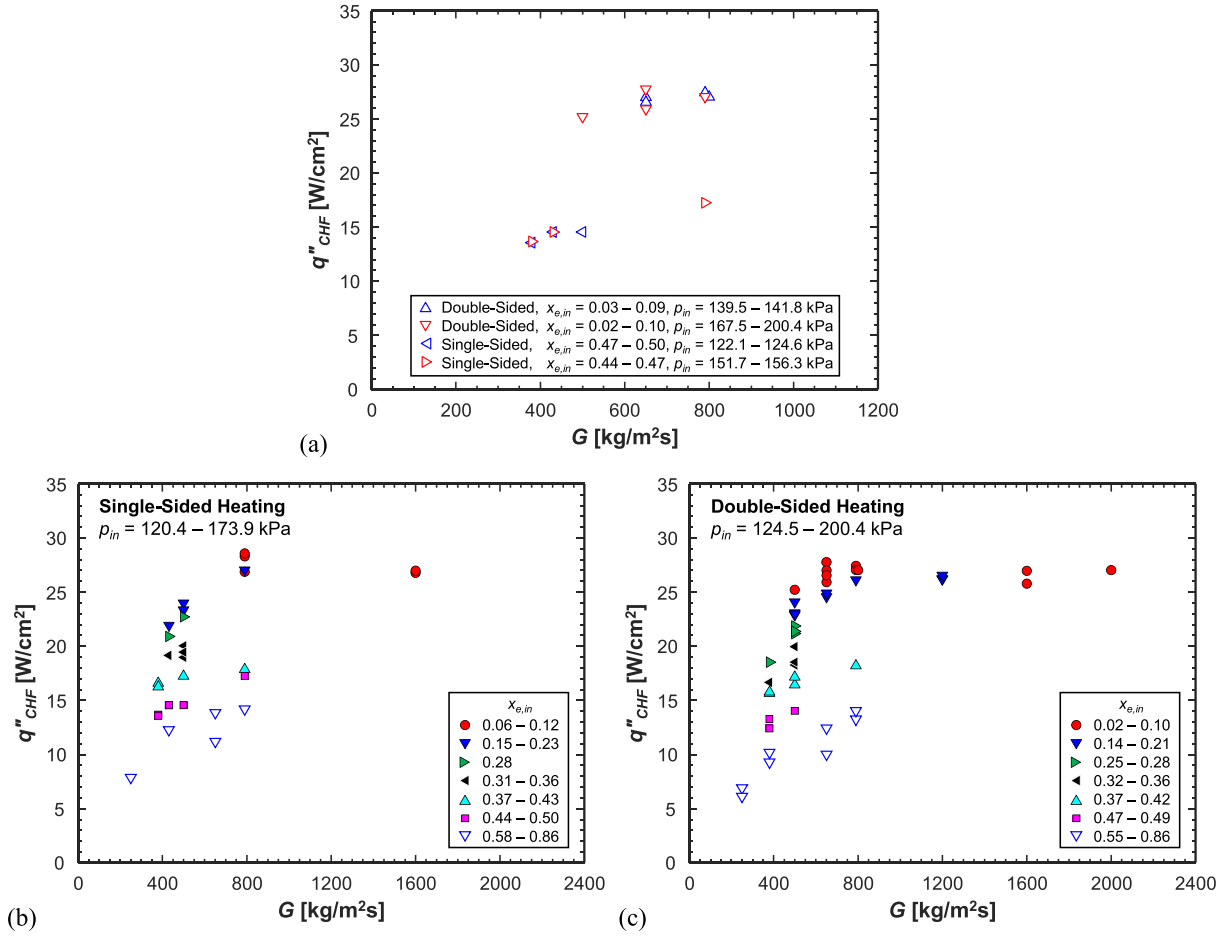 35
30
25
20
15
10
5
0
q"CHF [W/cm²]
Double-Sided, xe,in = 0.03 – 0.09, pin = 139.5 – 141.8 kPa
Double-Sided, xe,in = 0.02 – 0.10, pin = 167.5 – 200.4 kPa
Single-Sided, xe,in = 0.47 – 0.50, pin = 122.1 – 124.6 kPa
Single-Sided, xe,in = 0.44 – 0.47, pin = 151.7 – 156.3 kPa
0 200 400 600 800 1000 1200
G [kg/m²s]
(a)
35
30
25
20
15
10
5
0
q"CHF [W/cm²]
Single-Sided Heating
pin = 120.4 – 173.9 kPa
xe,in
0.06 – 0.12
0.15 – 0.23
0.28
0.31 – 0.36
0.37 – 0.43
0.44 – 0.50
0.58 – 0.86
0 400 800 1200 1600 2000 2400
G [kg/m²s]
(b)
35
30
25
20
15
10
5
0
q"CHF [W/cm²]
Double-Sided Heating
pin = 124.5 – 200.4 kPa
xe,in
0.02 – 0.10
0.14 – 0.21
0.25 – 0.28
0.32 – 0.36
0.37 – 0.42
0.47 – 0.49
0.55 – 0.86
0 400 800 1200 1600 2000 2400
G [kg/m²s]
(c)